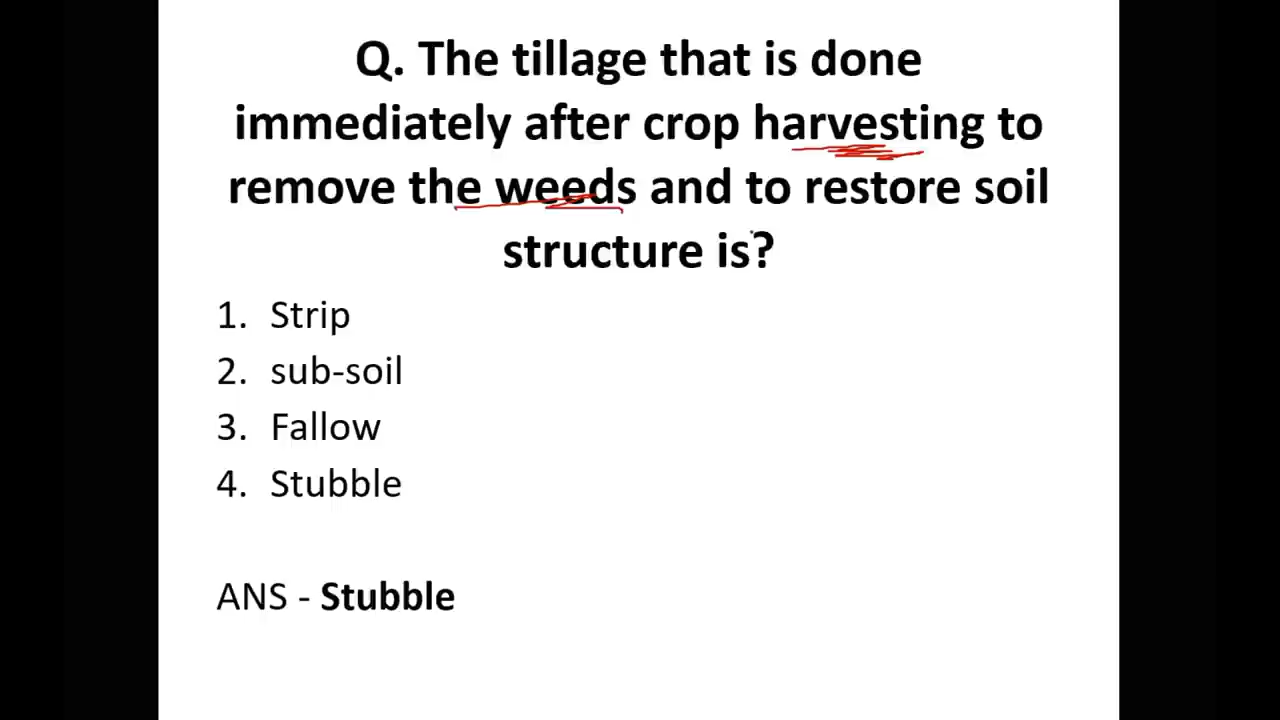 Q. The tillage that is done
immediately after crop harvesting to
remove the weeds and to restore soil
structure is?
1. Strip
2. sub-soil
3. Fallow
4. Stubble
ANS - Stubble